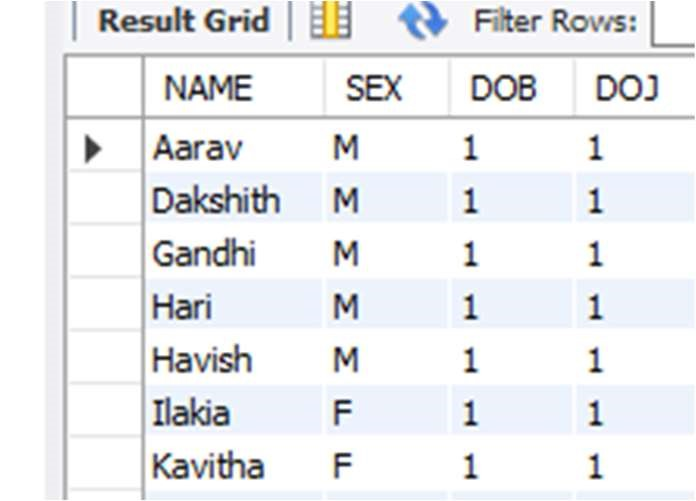 Result Grid Filter Rows:
NAME SEX DOB DOJ
Aarav M 1 1
Dakshith M 1 1
Gandhi M 1 1
Hari M 1 1
Havish M 1 1
Ilakia F 1 1
Kavitha F 1 1